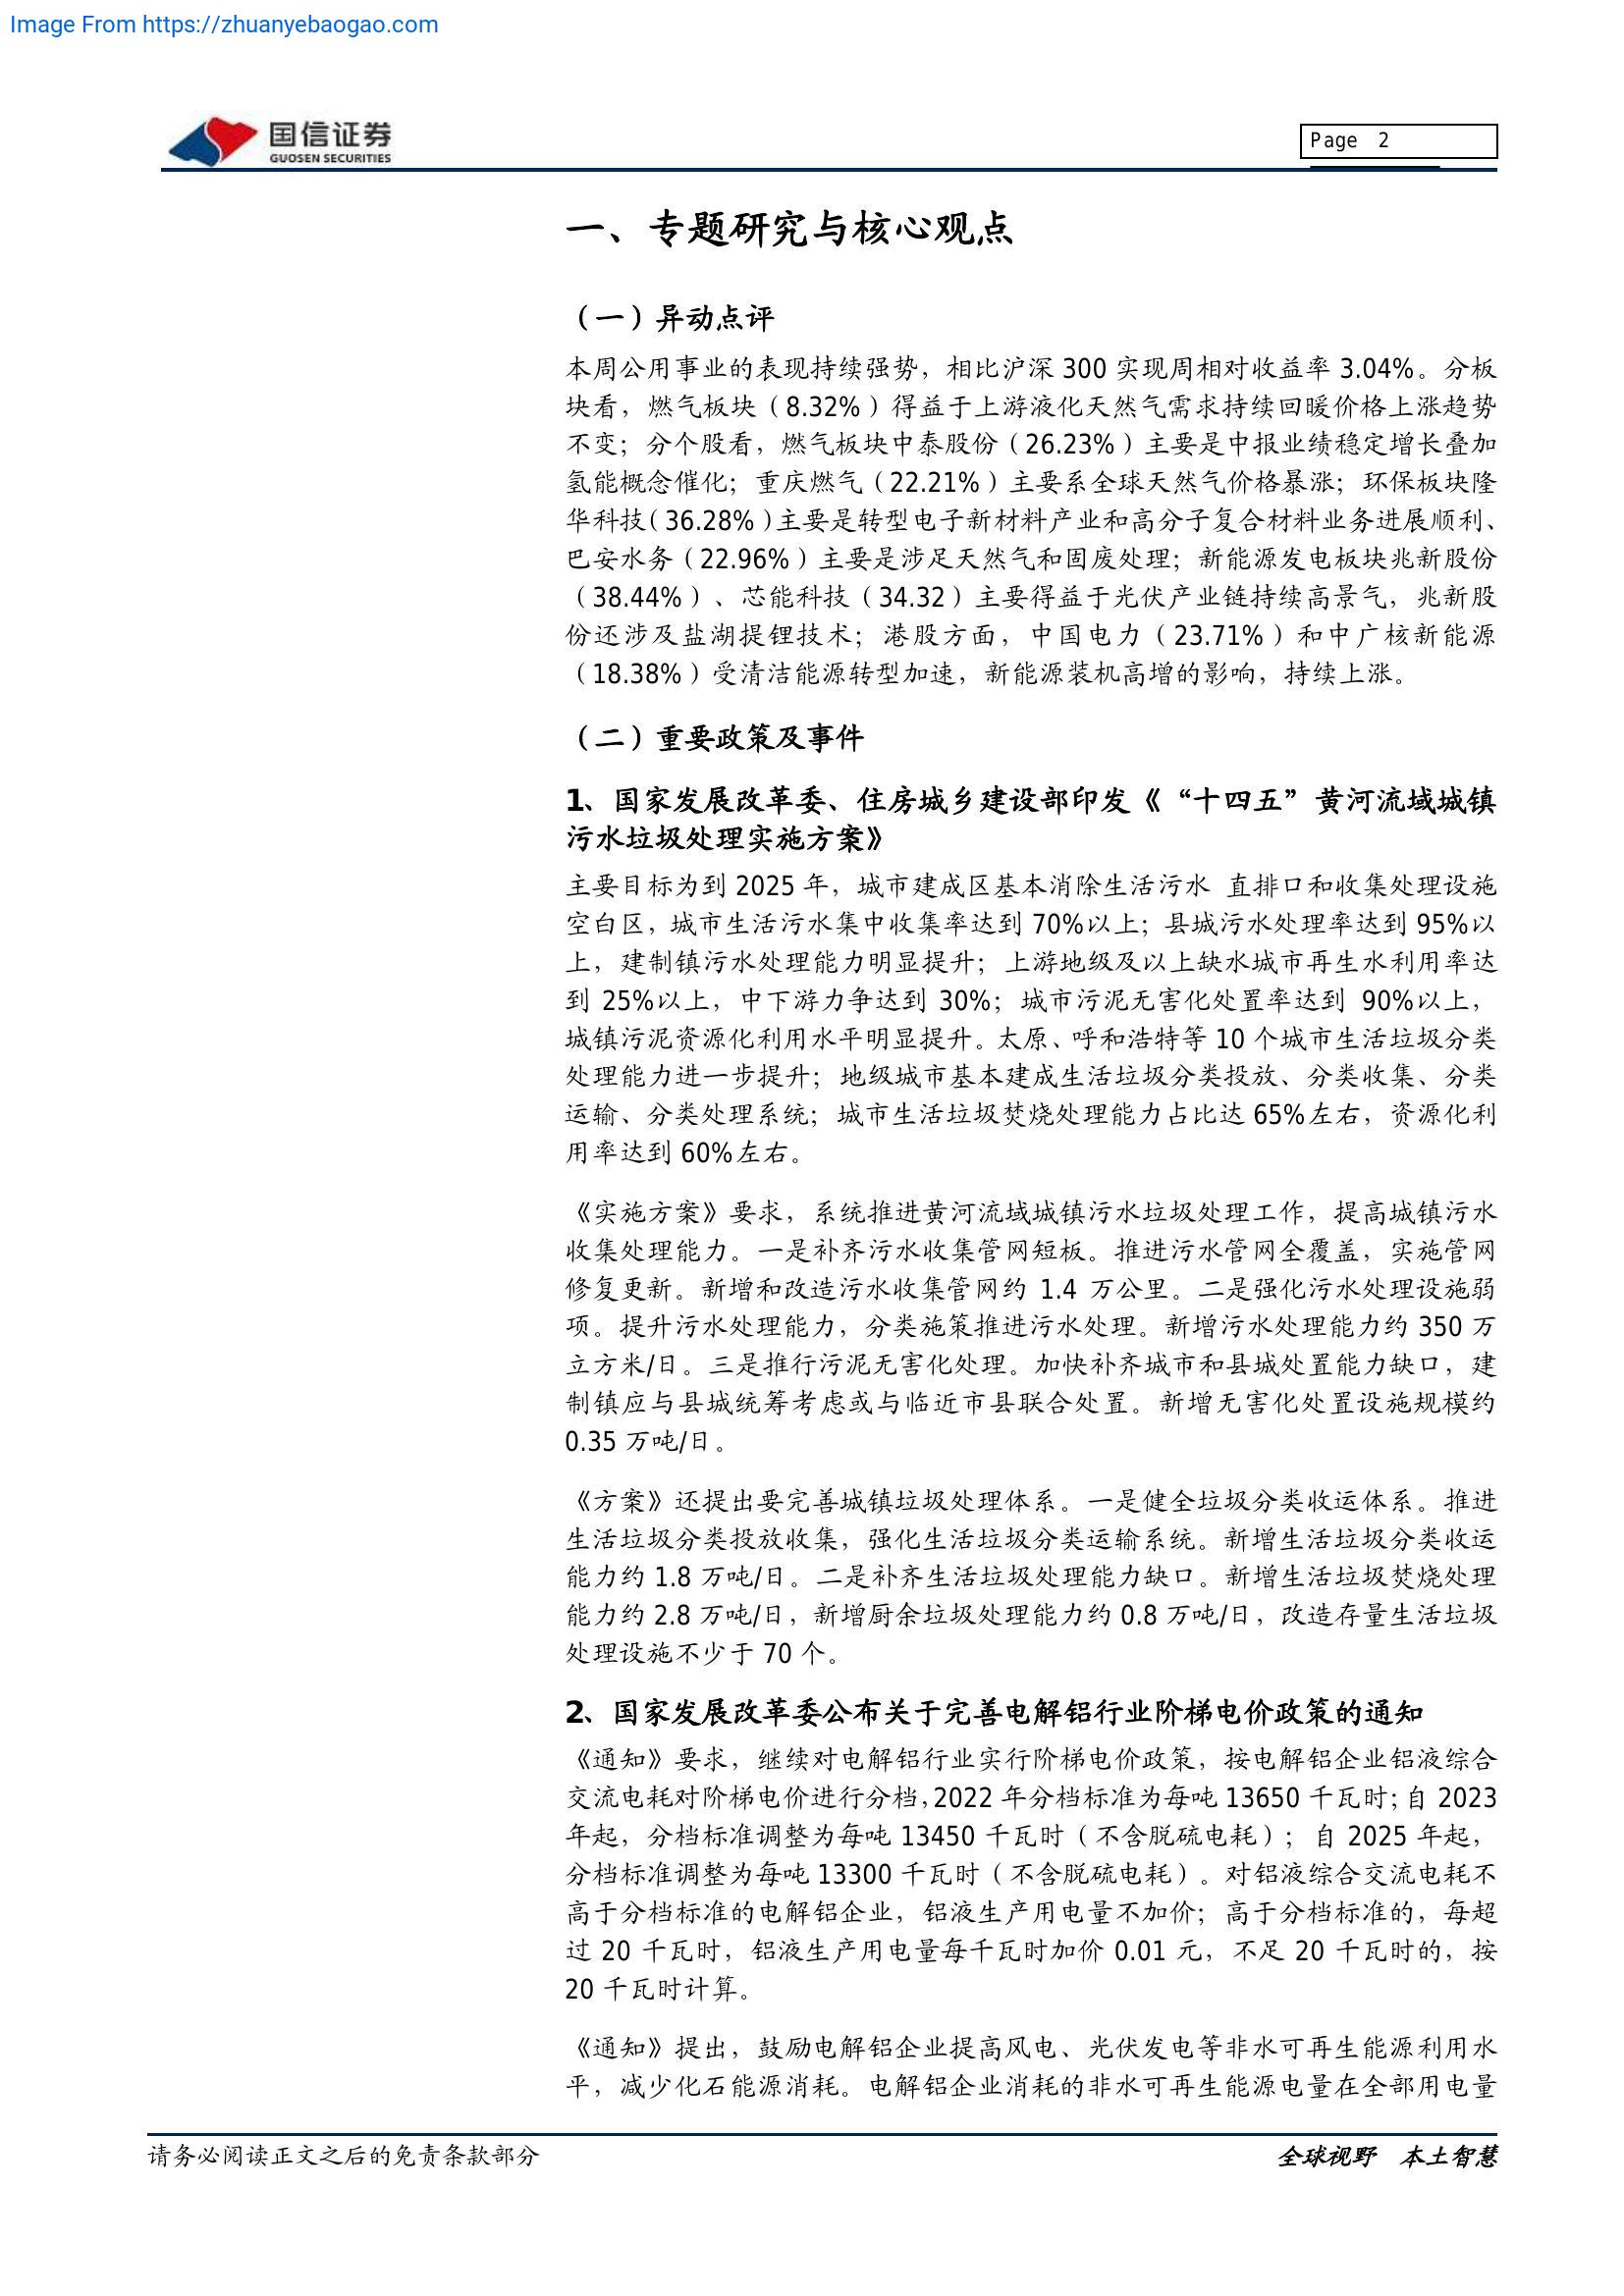 Image From https://zhuanyebaogao.com
国信证券
GUOSEN SECURITIES
Page 2
一、专题研究与核心观点
（一）异动点评
本周公用事业的表现持续强势，相比沪深 300 实现周相对收益率 3.04%。分板
块看，燃气板块（8.32%）得益于上游液化天然气需求持续回暖价格上涨趋势
不变；分个股看，燃气板块中泰股份（26.23%）主要是中报业绩稳定增长叠加
氢能概念催化；重庆燃气（22.21%）主要系全球天然气价格暴涨；环保板块隆
华科技（36.28%）主要是转型电子新材料产业和高分子复合材料业务进展顺利、
巴安水务（22.96%）主要是涉足天然气和固废处理；新能源发电板块兆新股份
（38.44%）、芯能科技（34.32）主要得益于光伏产业链持续高景气，兆新股
份还涉及盐湖提锂技术；港股方面，中国电力（23.71%）和中广核新能源
（18.38%）受清洁能源转型加速，新能源装机高增的影响，持续上涨。
（二）重要政策及事件
1、国家发展改革委、住房城乡建设部印发《“十四五”黄河流域城镇
污水垃圾处理实施方案》
主要目标为到 2025 年，城市建成区基本消除生活污水 直排口和收集处理设施
空白区，城市生活污水集中收集率达到 70%以上；县城污水处理率达到 95%以
上，建制镇污水处理能力明显提升；上游地级及以上缺水城市再生水利用率达
到 25%以上，中下游力争达到 30%；城市污泥无害化处置率达到 90%以上，
城镇污泥资源化利用水平明显提升。太原、呼和浩特等 10 个城市生活垃圾分类
处理能力进一步提升；地级城市基本建成生活垃圾分类投放、分类收集、分类
运输、分类处理系统；城市生活垃圾焚烧处理能力占比达 65%左右，资源化利
用率达到 60%左右。
《实施方案》要求，系统推进黄河流域城镇污水垃圾处理工作，提高城镇污水
收集处理能力。一是补齐污水收集管网短板。推进污水管网全覆盖，实施管网
修复更新。新增和改造污水收集管网约 1.4 万公里。二是强化污水处理设施弱
项。提升污水处理能力，分类施策推进污水处理。新增污水处理能力约 350 万
立方米/日。三是推行污泥无害化处理。加快补齐城市和县城处置能力缺口，建
制镇应与县城统筹考虑或与临近市县联合处置。新增无害化处置设施规模约
0.35 万吨/日。
《方案》还提出要完善城镇垃圾处理体系。一是健全垃圾分类收运体系。推进
生活垃圾分类投放收集，强化生活垃圾分类运输系统。新增生活垃圾分类收运
能力约 1.8 万吨/日。二是补齐生活垃圾处理能力缺口。新增生活垃圾焚烧处理
能力约 2.8 万吨/日，新增厨余垃圾处理能力约 0.8 万吨/日，改造存量生活垃圾
处理设施不少于 70 个。
2、国家发展改革委公布关于完善电解铝行业阶梯电价政策的通知
《通知》要求，继续对电解铝行业实行阶梯电价政策，按电解铝企业铝液综合
交流电耗对阶梯电价进行分档，2022 年分档标准为每吨 13650 千瓦时；自 2023
年起，分档标准调整为每吨 13450 千瓦时（不含脱硫电耗）；自 2025 年起，
分档标准调整为每吨 13300 千瓦时（不含脱硫电耗）。对铝液综合交流电耗不
高于分档标准的电解铝企业，铝液生产用电量不加价；高于分档标准的，每超
过 20 千瓦时，铝液生产用电量每千瓦时加价 0.01 元，不足 20 千瓦时的，按
20 千瓦时计算。
《通知》提出，鼓励电解铝企业提高风电、光伏发电等非水可再生能源利用水
平，减少化石能源消耗。电解铝企业消耗的非水可再生能源电量在全部用电量
请务必阅读正文之后的免责条款部分
全球视野 本土智慧